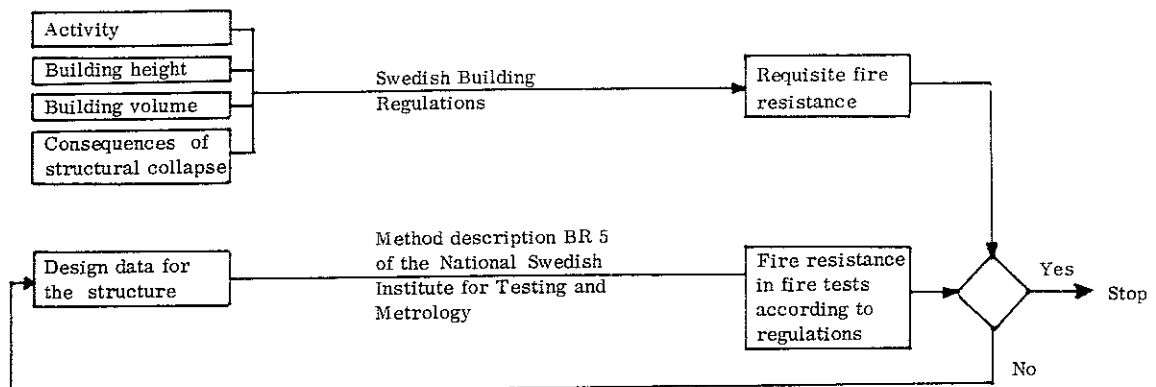 Activity
Building height
Building volume
Consequences of
structural collapse
Swedish Building
Regulations
Requisite fire
resistance
Design data for
the structure
Method description BR 5
of the National Swedish
Institute for Testing and
Metrology
Fire resistance
in fire tests
according to
regulations
Yes
Stop
No